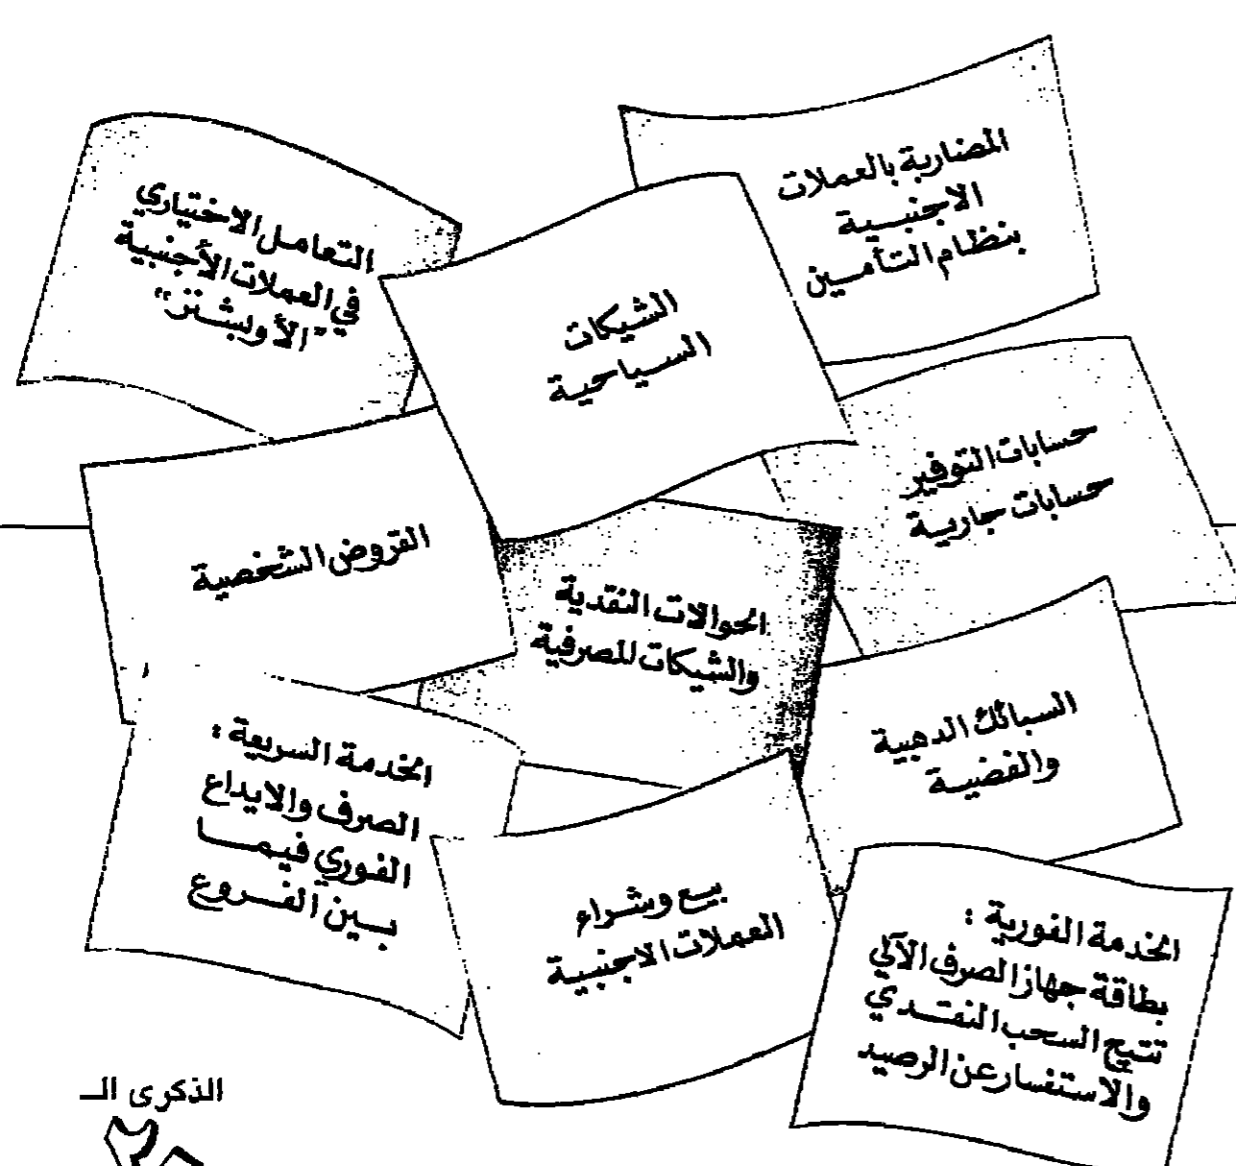 المضاربة بالعملات
الاجنبية
بنظام التأمين
التعامل الاختياري
في العملات الأجنبية
"الأوبشنز"
الشيكات
السياحية
حسابات التوفير
حسابات جارية
القروض الشخصية
الحوالات النقدية
والشيكات المصرفية
السبائك الذهبية
والفضية
الخدمة السريعة :
الصرف والايداع
الفوري فيما
بين الفروع
بيع وشراء
العملات الاجنبية
الخدمة الفورية :
بطاقة جهاز الصرف الآلي
تتيح السحب النقدي
والاستفسار عن الرصيد
الذكرى الـ